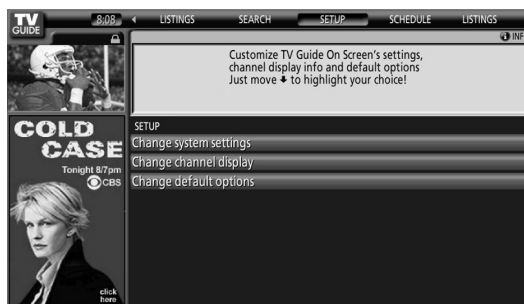 TV
GUIDE
8:08
LISTINGS
SEARCH
SETUP
SCHEDULE
LISTINGS
INF
Customize TV Guide On Screen's settings,
channel display info and default options
Just move ⬇ to highlight your choice!
COLD
CASE
Tonight 8/7pm
CBS
click
here
SETUP
Change system settings
Change channel display
Change default options